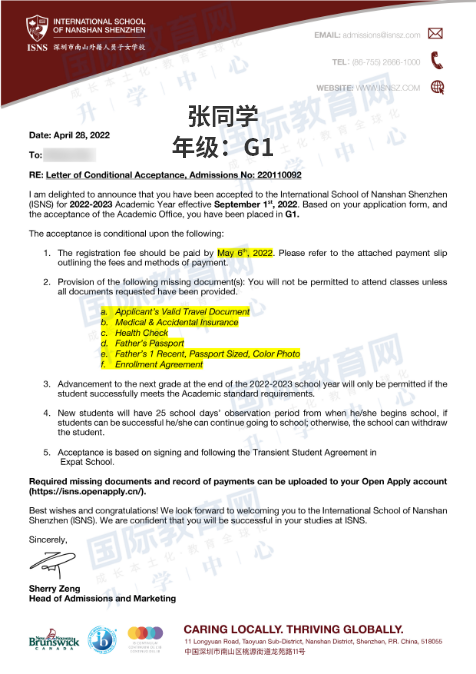 INTERNATIONAL SCHOOL
OF NANSHAN SHENZHEN
ISNS 深圳市南山外籍人员子女学校
EMAIL: admissions@isnsz.com
TEL: (86-755) 2666-1000
WEBSITE: WWW.ISNSZ.COM
国际教育网
成长本土化·教育全球化
升学中心
张同学
年级：G1
Date: April 28, 2022
To:
RE: Letter of Conditional Acceptance, Admissions No: 220110092
I am delighted to announce that you have been accepted to the International School of Nanshan Shenzhen
(ISNS) for 2022-2023 Academic Year effective September 1st, 2022. Based on your application form, and
the acceptance of the Academic Office, you have been placed in G1.
The acceptance is conditional upon the following:
1. The registration fee should be paid by May 6th, 2022. Please refer to the attached payment slip
outlining the fees and methods of payment.
2. Provision of the following missing document(s): You will not be permitted to attend classes unless
all documents requested have been provided.
a. Applicant's Valid Travel Document
b. Medical & Accidental Insurance
c. Health Check
d. Father's Passport
e. Father's 1 Recent, Passport Sized, Color Photo
f. Enrollment Agreement
3. Advancement to the next grade at the end of the 2022-2023 school year will only be permitted if the
student successfully meets the Academic standard requirements.
4. New students will have 25 school days' observation period from when he/she begins school, if
students can be successful he/she can continue going to school; otherwise, the school can withdraw
the student.
5. Acceptance is based on signing and following the Transient Student Agreement in
Expat School.
Required missing documents and record of payments can be uploaded to your Open Apply account
(https://isns.openapply.cn/).
Best wishes and congratulations! We look forward to welcoming you to the International School of Nanshan
Shenzhen (ISNS). We are confident that you will be successful in your studies at ISNS.
Sincerely,
Sherry Zeng
Head of Admissions and Marketing
Brunswick
CANADA
CARING LOCALLY. THRIVING GLOBALLY.
11 Longyuan Road, Taoyuan Sub-District, Nanshan District, Shenzhen, P.R. China, 518055
中国深圳市南山区桃源街道龙苑路11号